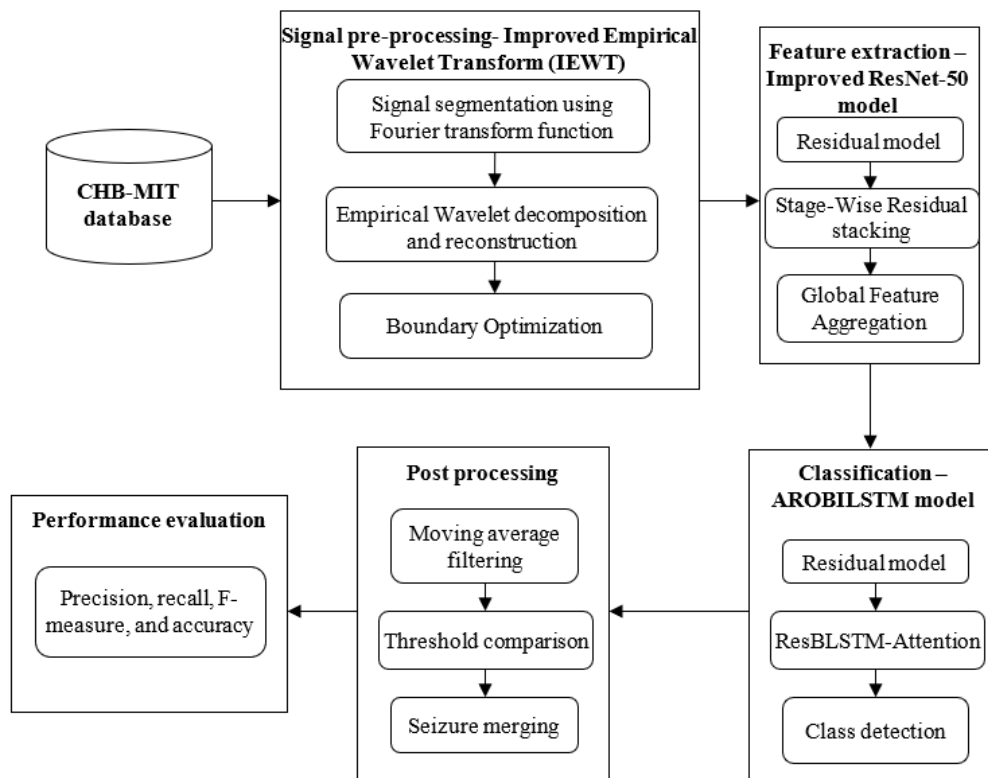 CHB-MIT
database
Signal pre-processing- Improved Empirical
Wavelet Transform (IEWT)
Signal segmentation using
Fourier transform function
Empirical Wavelet decomposition
and reconstruction
Boundary Optimization
Feature extraction –
Improved ResNet-50
model
Residual model
Stage-Wise Residual
stacking
Global Feature
Aggregation
Classification –
AROBILSTM model
Residual model
ResBLSTM-Attention
Class detection
Post processing
Moving average
filtering
Threshold comparison
Seizure merging
Performance evaluation
Precision, recall, F-
measure, and accuracy